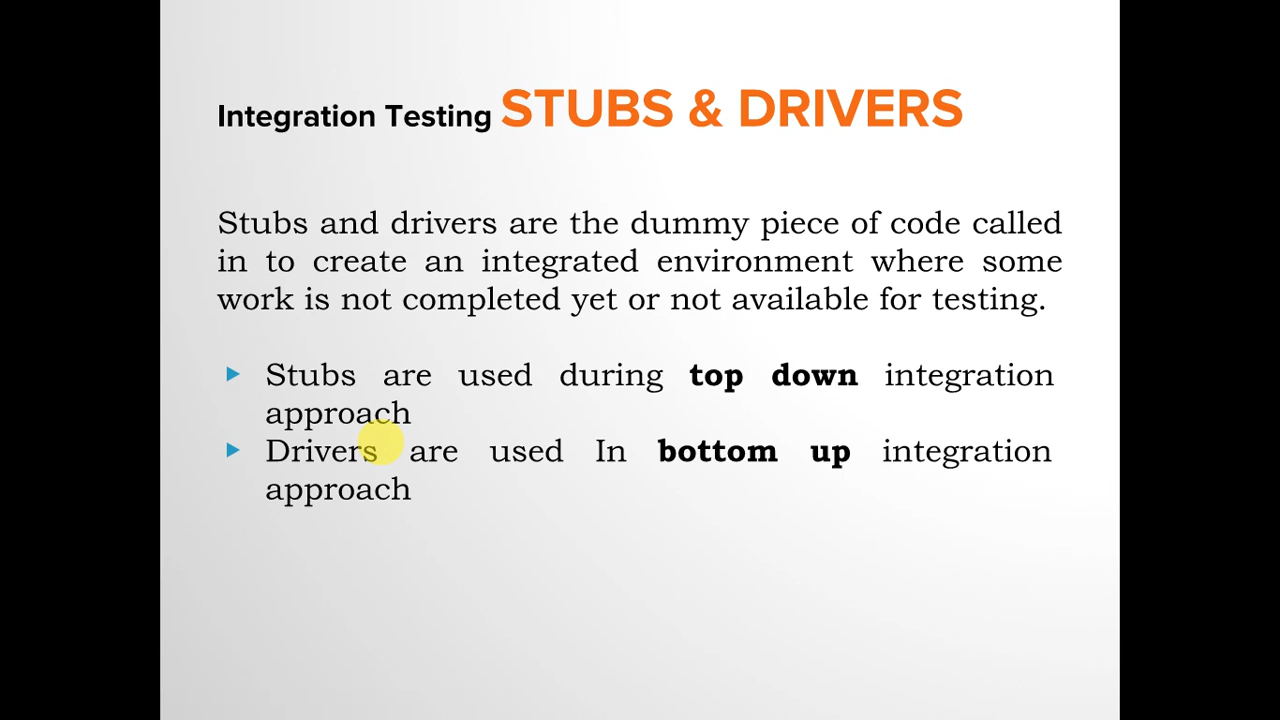 Integration Testing STUBS & DRIVERS
Stubs and drivers are the dummy piece of code called
in to create an integrated environment where some
work is not completed yet or not available for testing.
Stubs are used during top down integration
approach
Drivers are used In bottom up integration
approach